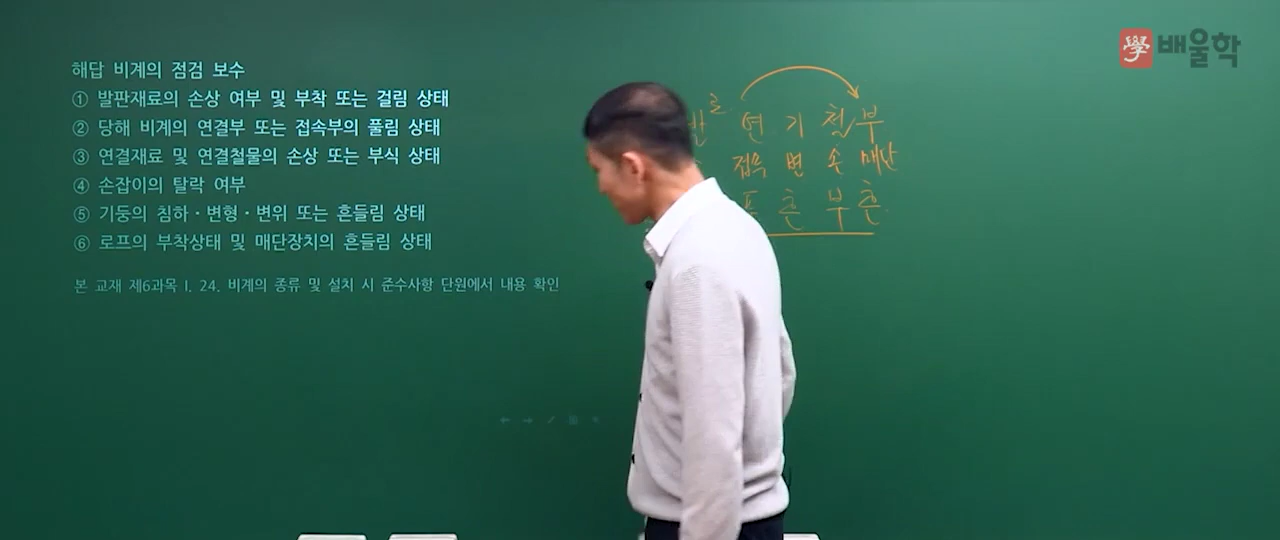 學 배울학
해답 비계의 점검 보수
① 발판재료의 손상 여부 및 부착 또는 걸림 상태
② 당해 비계의 연결부 또는 접속부의 풀림 상태
③ 연결재료 및 연결철물의 손상 또는 부식 상태
④ 손잡이의 탈락 여부
⑤ 기둥의 침하·변형·변위 또는 흔들림 상태
⑥ 로프의 부착상태 및 매단장치의 흔들림 상태
본 교재 제6과목 I. 24. 비계의 종류 및 설치 시 준수사항 단원에서 내용 확인
연 기 부
접속 변 손 매단
흔 부 흔